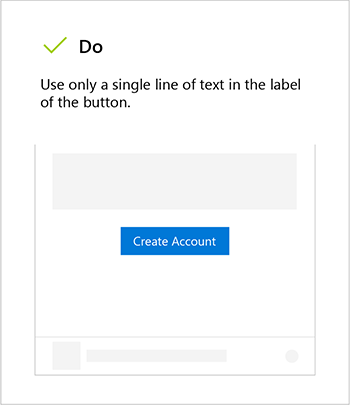 Do
Use only a single line of text in the label
of the button.
Create Account